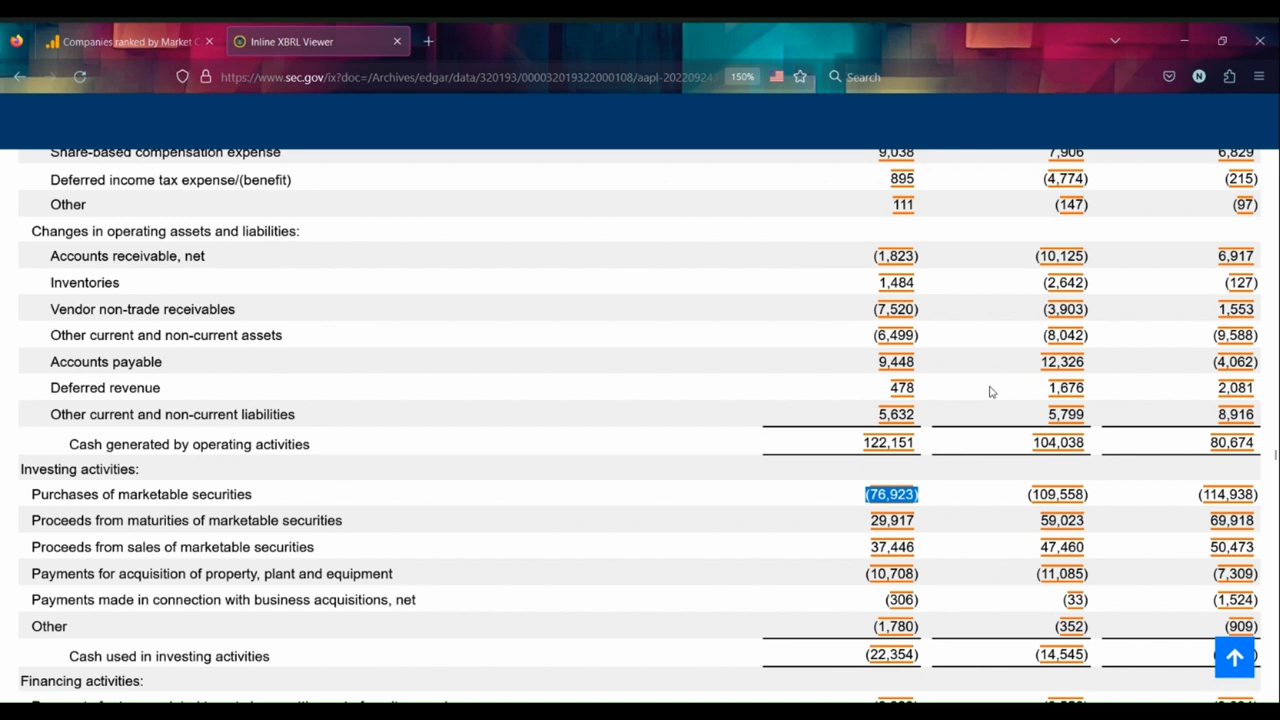 Companies ranked by Market C
Inline XBRL Viewer
https://www.sec.gov/ix?doc=/Archives/edgar/data/320193/000032019322000108/aapl-20220924 150% Search N
Share-based compensation expense 9,038 7,906 6,829
Deferred income tax expense/(benefit) 895 (4,774) (215)
Other 111 (147) (97)
Changes in operating assets and liabilities:
Accounts receivable, net (1,823) (10,125) 6,917
Inventories 1,484 (2,642) (127)
Vendor non-trade receivables (7,520) (3,903) 1,553
Other current and non-current assets (6,499) (8,042) (9,588)
Accounts payable 9,448 12,326 (4,062)
Deferred revenue 478 1,676 2,081
Other current and non-current liabilities 5,632 5,799 8,916
Cash generated by operating activities 122,151 104,038 80,674
Investing activities:
Purchases of marketable securities (76,923) (109,558) (114,938)
Proceeds from maturities of marketable securities 29,917 59,023 69,918
Proceeds from sales of marketable securities 37,446 47,460 50,473
Payments for acquisition of property, plant and equipment (10,708) (11,085) (7,309)
Payments made in connection with business acquisitions, net (306) (33) (1,524)
Other (1,780) (352) (909)
Cash used in investing activities (22,354) (14,545)
Financing activities: